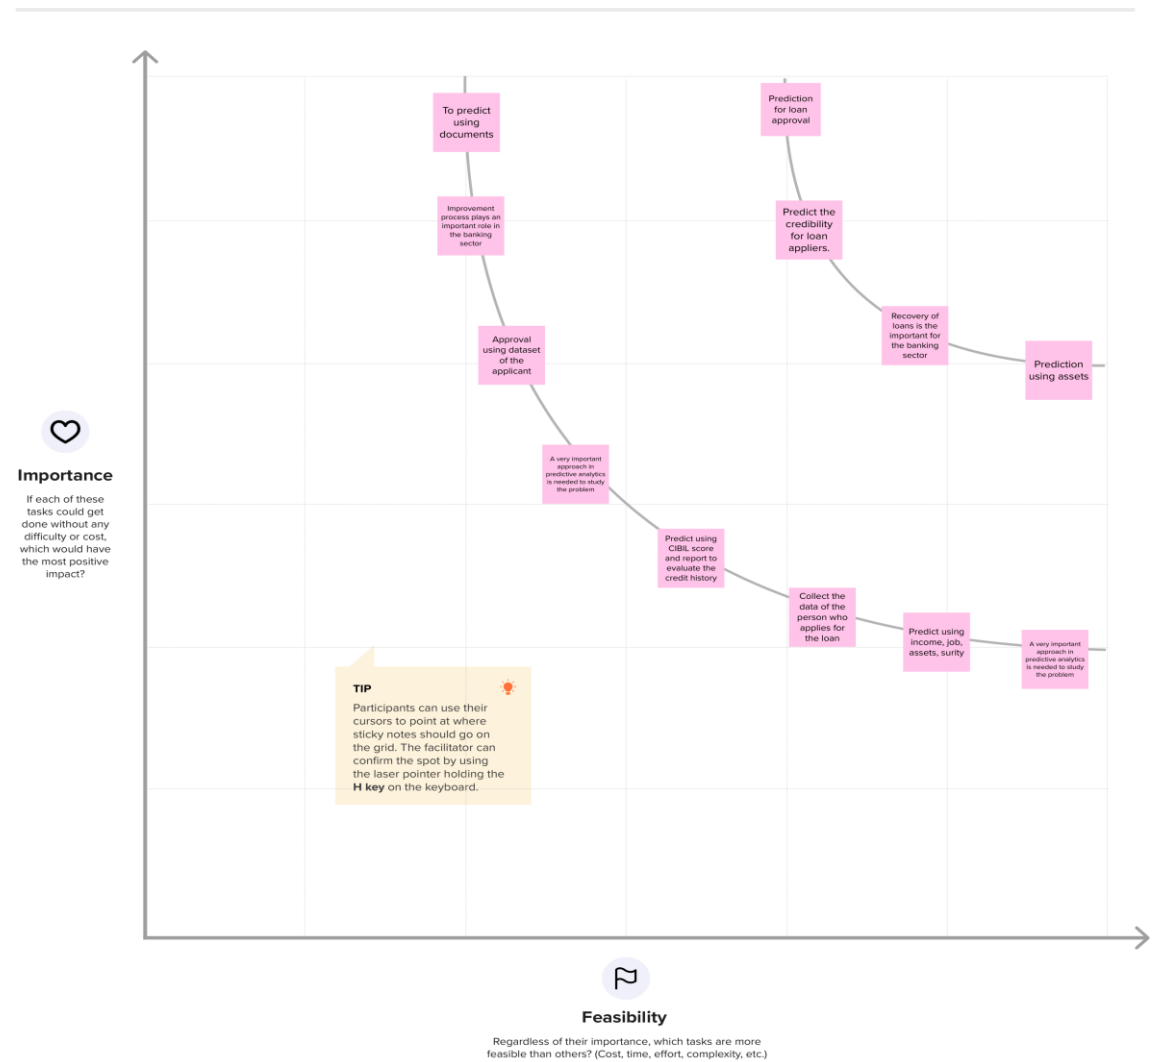 To predict
using
documents
Prediction
for loan
approval
Improvement
process plays an
important role in
the banking
sector
Predict the
credibility
for loan
appliers.
Approval
using dataset
of the
applicant
Recovery of
loans is the
important for
the banking
sector
Prediction
using assets
A very important
approach in
predictive analytics
is needed to study
the problem
Predict using
CIBIL score
and report to
evaluate the
credit history
Collect the
data of the
person who
applies for
the loan
Predict using
income, job,
assets, surity
A very important
approach in
predictive analytics
is needed to study
the problem
Importance
If each of these
tasks could get
done without any
difficulty or cost,
which would have
the most positive
impact?
TIP
Participants can use their
cursors to point at where
sticky notes should go on
the grid. The facilitator can
confirm the spot by using
the laser pointer holding the
H key on the keyboard.
Feasibility
Regardless of their importance, which tasks are more
feasible than others? (Cost, time, effort, complexity, etc.)